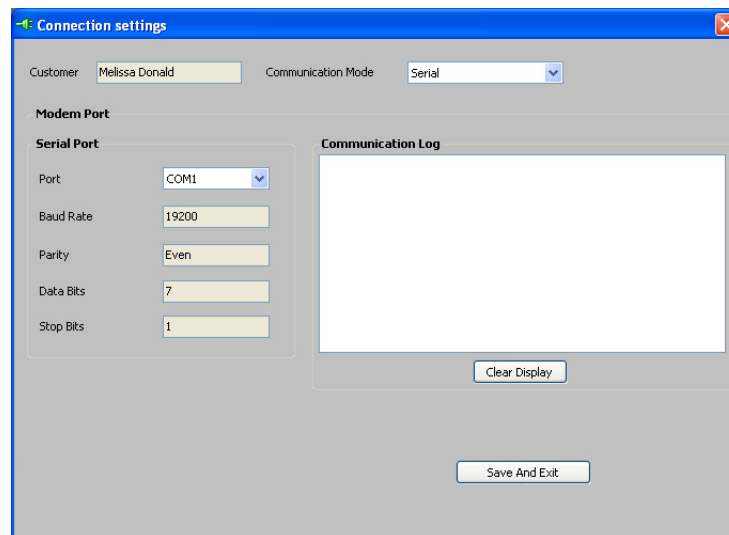 Connection settings
Customer Melissa Donald Communication Mode Serial
Modem Port
Serial Port
Port COM1
Baud Rate 19200
Parity Even
Data Bits 7
Stop Bits 1
Communication Log
Clear Display
Save And Exit